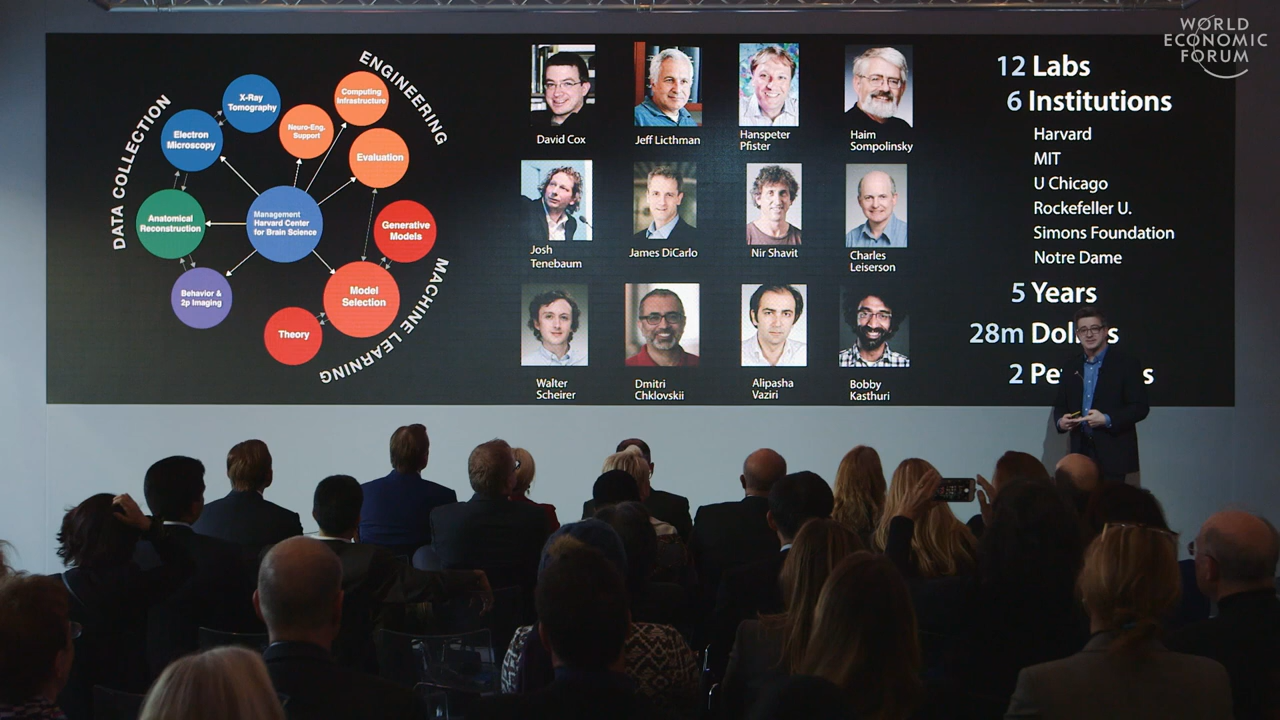 WORLD
ECONOMIC
FORUM
DATA COLLECTION
ENGINEERING
MACHINE LEARNING
X-Ray
Tomography
Computing
Infrastructure
Neuro-Eng.
Support
Electron
Microscopy
Evaluation
Anatomical
Reconstruction
Management
Harvard Center
for Brain Science
Generative
Models
Behavior &
2p Imaging
Model
Selection
Theory
David Cox
Jeff Licthman
Hanspeter
Pfister
Haim
Sompolinsky
Josh
Tenebaum
James DiCarlo
Nir Shavit
Charles
Leiserson
Walter
Scheirer
Dmitri
Chklovskii
Alipasha
Vaziri
Bobby
Kasthuri
12 Labs
6 Institutions
Harvard
MIT
U Chicago
Rockefeller U.
Simons Foundation
Notre Dame
5 Years
28m
2